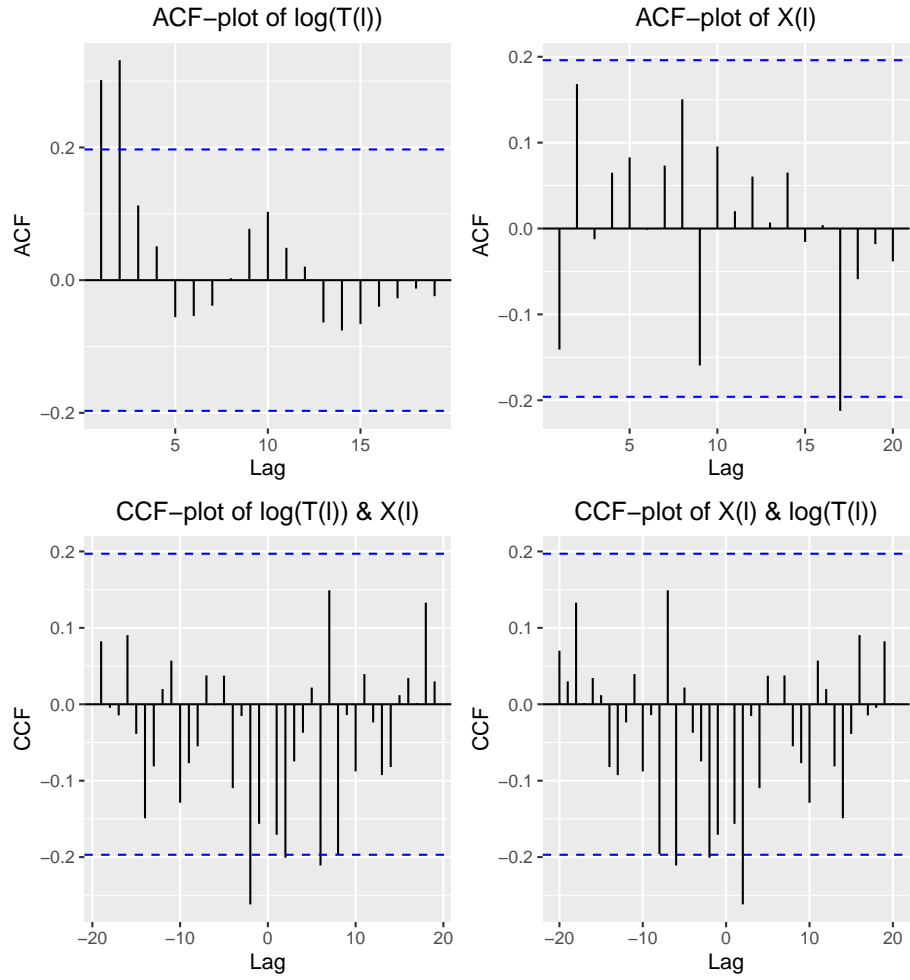 ACF−plot of log(T(l))
0.2
0.0
−0.2
ACF
5 10 15
Lag
ACF−plot of X(l)
0.2
0.1
0.0
−0.1
−0.2
ACF
5 10 15 20
Lag
CCF−plot of log(T(l)) & X(l)
0.2
0.1
0.0
−0.1
−0.2
CCF
−20 −10 0 10 20
Lag
CCF−plot of X(l) & log(T(l))
0.2
0.1
0.0
−0.1
−0.2
CCF
−20 −10 0 10 20
Lag